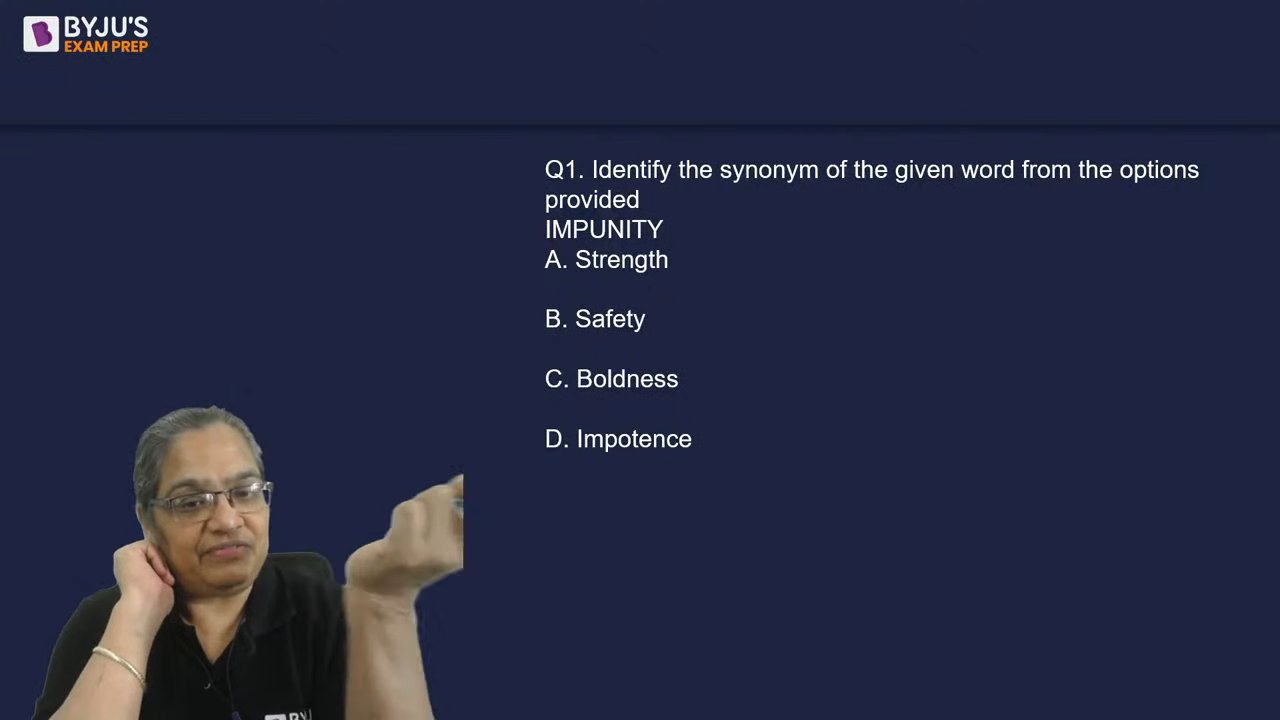 BYJU'S
EXAM PREP
Q1. Identify the synonym of the given word from the options
provided
IMPUNITY
A. Strength
B. Safety
C. Boldness
D. Impotence
BYJ